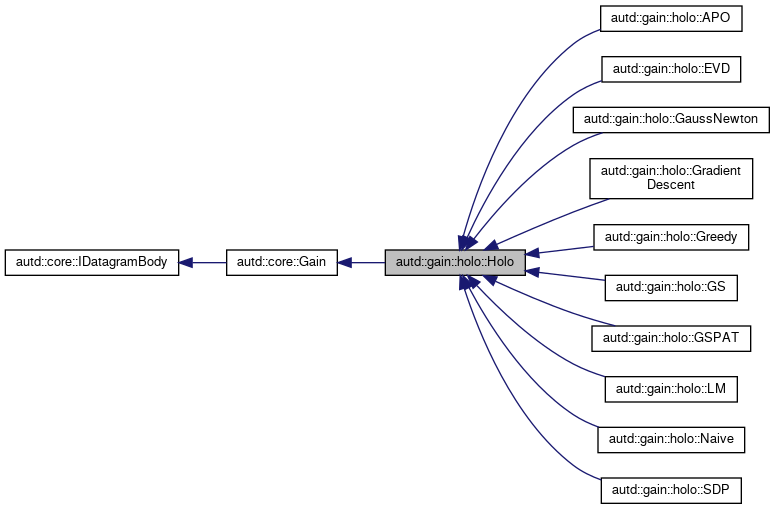 autd::core::IDatagramBody
autd::core::Gain
autd::gain::holo::Holo
autd::gain::holo::APO
autd::gain::holo::EVD
autd::gain::holo::GaussNewton
autd::gain::holo::Gradient
Descent
autd::gain::holo::Greedy
autd::gain::holo::GS
autd::gain::holo::GSPAT
autd::gain::holo::LM
autd::gain::holo::Naive
autd::gain::holo::SDP